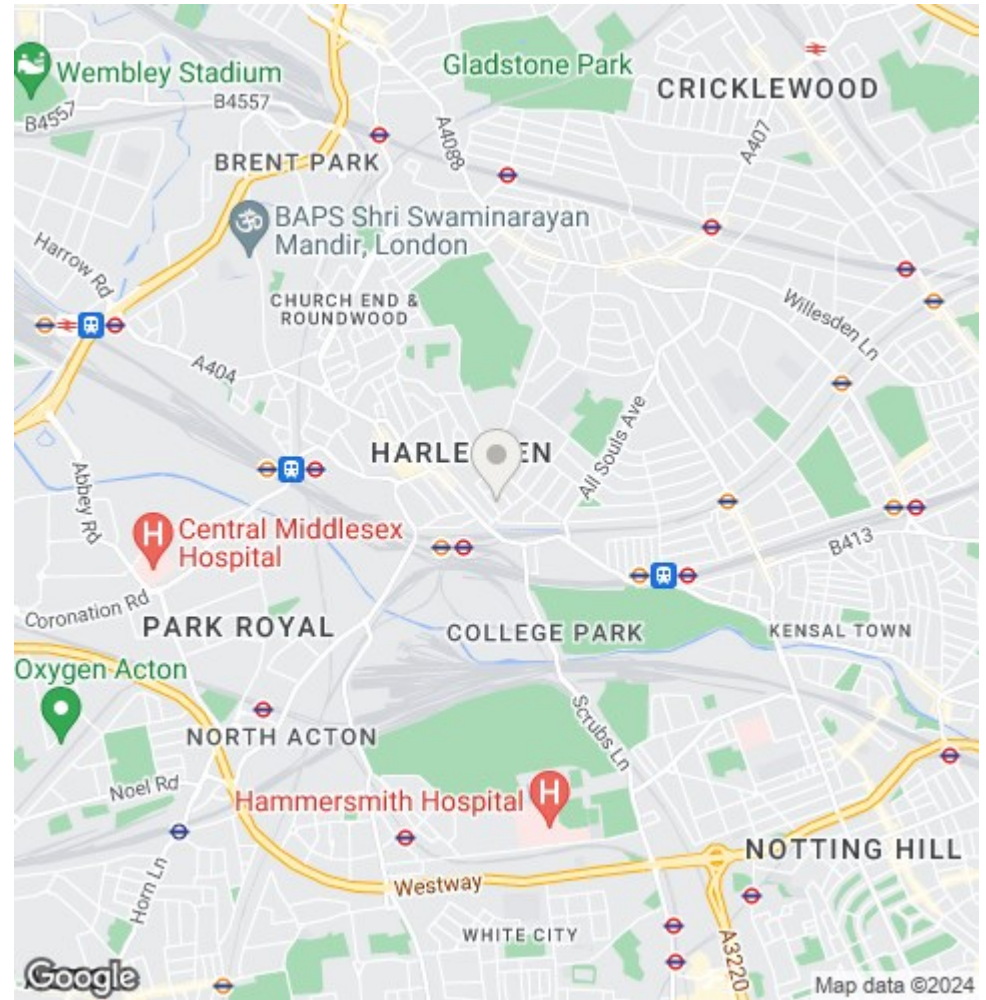 Gladstone Park
CRICKLEWOOD
Wembley Stadium
B4557
B4557
A4088
A407
BRENT PARK
BAPS Shri Swaminarayan
Mandir, London
Harrow Rd
CHURCH END &
ROUNDWOOD
Willesden Ln
A404
All Souls Ave
HARLE EN
Abbey Rd
H
Central Middlesex
Hospital
B413
Coronation Rd
PARK ROYAL
COLLEGE PARK
KENSAL TOWN
Oxygen Acton
Scrubs Ln
NORTH ACTON
Noel Rd
Hammersmith Hospital
H
NOTTING HILL
Horn Ln
Westway
WHITE CITY
A3220
Google
Map data ©2024